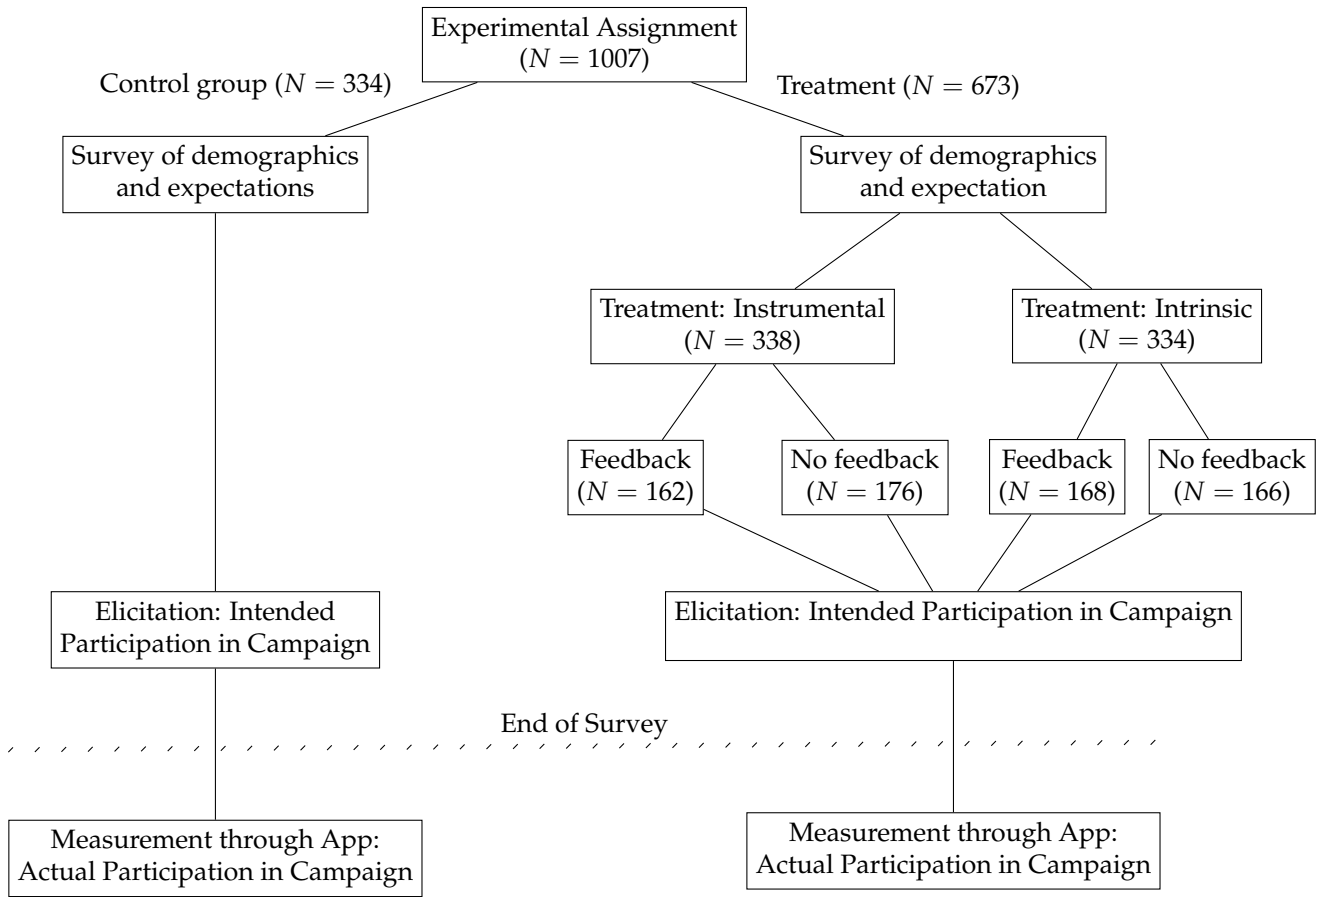 Experimental Assignment
(N = 1007)
Control group (N = 334)
Treatment (N = 673)
Survey of demographics
and expectations
Survey of demographics
and expectation
Treatment: Instrumental
(N = 338)
Treatment: Intrinsic
(N = 334)
Feedback
(N = 162)
No feedback
(N = 176)
Feedback
(N = 168)
No feedback
(N = 166)
Elicitation: Intended
Participation in Campaign
Elicitation: Intended Participation in Campaign
End of Survey
Measurement through App:
Actual Participation in Campaign
Measurement through App:
Actual Participation in Campaign